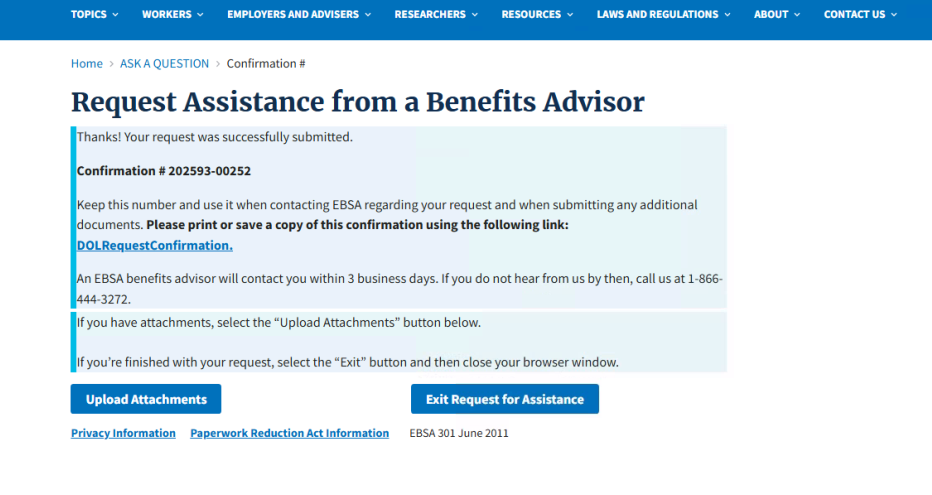 TOPICS WORKERS EMPLOYERS AND ADVISERS RESEARCHERS RESOURCES LAWS AND REGULATIONS ABOUT CONTACT US
Home > ASK A QUESTION > Confirmation #
Request Assistance from a Benefits Advisor
Thanks! Your request was successfully submitted.
Confirmation # 202593-00252
Keep this number and use it when contacting EBSA regarding your request and when submitting any additional
documents. Please print or save a copy of this confirmation using the following link:
DOLRequestConfirmation.
An EBSA benefits advisor will contact you within 3 business days. If you do not hear from us by then, call us at 1-866-
444-3272.
If you have attachments, select the “Upload Attachments” button below.
If you’re finished with your request, select the “Exit” button and then close your browser window.
Upload Attachments Exit Request for Assistance
Privacy Information Paperwork Reduction Act Information EBSA 301 June 2011